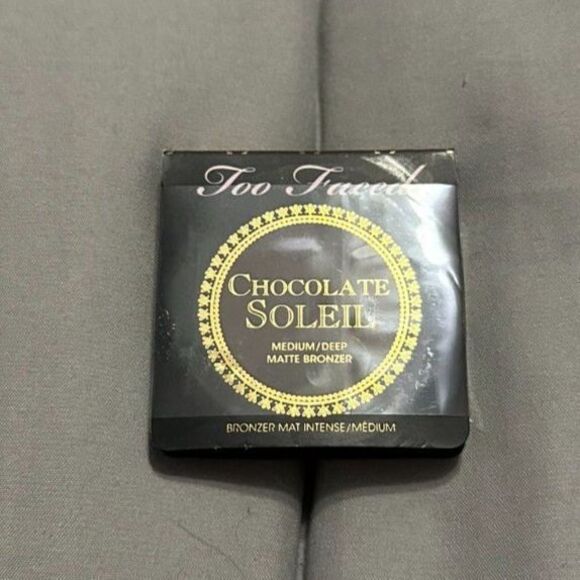 Too Faced
CHOCOLATE
SOLEIL
MEDIUM/DEEP
MATTE BRONZER
BRONZER MAT INTENSE/MÉDIUM